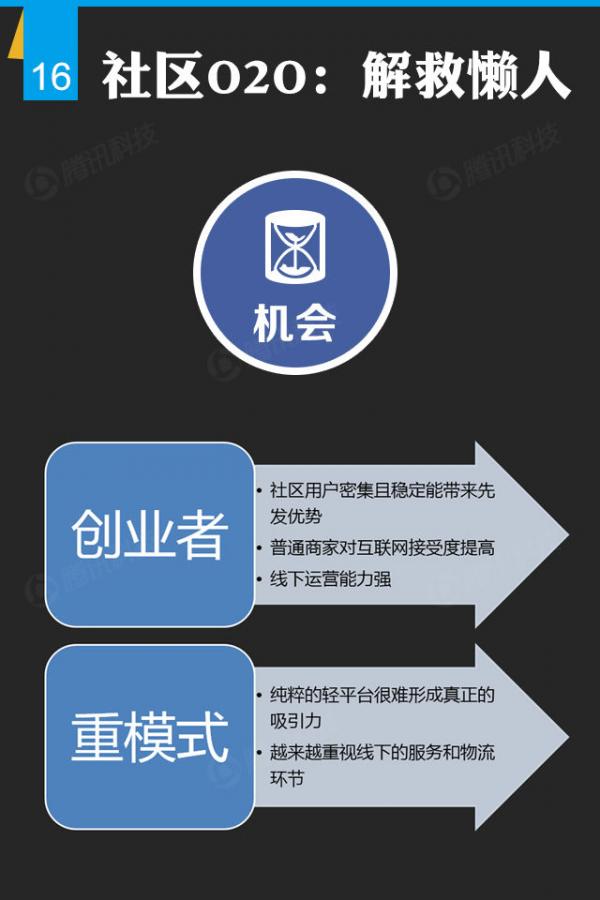 16
社区O2O：解救懒人
腾讯科技
腾讯科技
机会
创业者
• 社区用户密集且稳定能带来先
发优势
• 普通商家对互联网接受度提高
• 线下运营能力强
重模式
• 纯粹的轻平台很难形成真正的
吸引力
• 越来越重视线下的服务和物流
环节